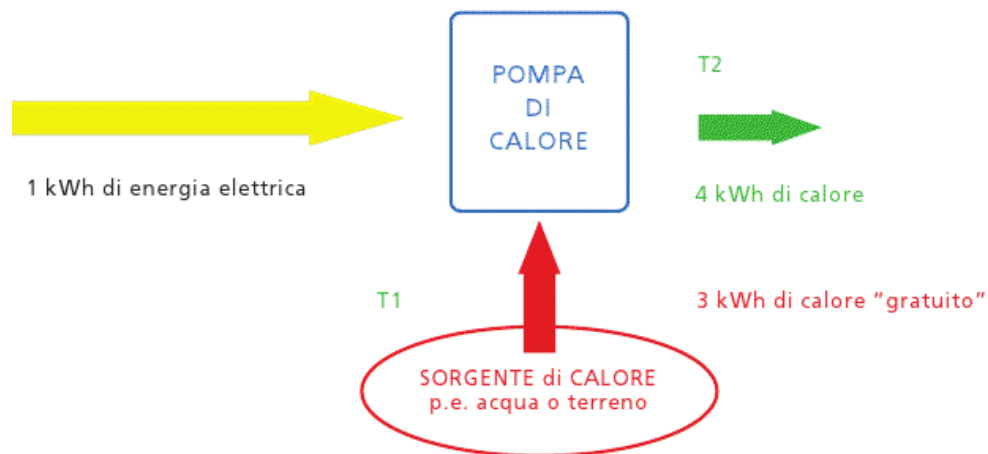 POMPA
DI
CALORE
T2
1 kWh di energia elettrica
4 kWh di calore
T1
3 kWh di calore “gratuito”
SORGENTE di CALORE
p.e. acqua o terreno